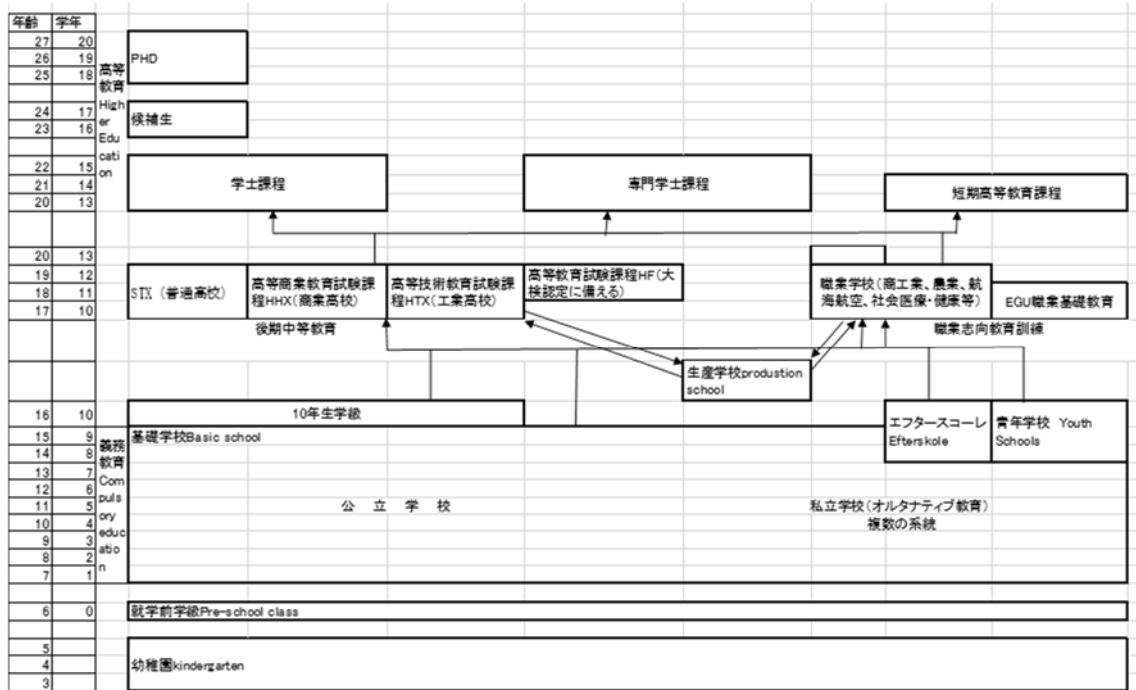 年齢 学年
27 20
26 19
25 18
PHD
高等
教育
High
er
Edu
cati
on
24 17
23 16
候補生
22 15
21 14
20 13
学士課程
専門学士課程
短期高等教育課程
20 13
19 12
18 11
17 10
STX（普通高校）
高等商業教育試験課
程HHX(商業高校)
高等技術教育試験課
程HTX(工業高校)
高等教育試験課程HF(大
検認定に備える)
職業学校(商工業、農業、航
海航空、社会医療・健康等)
EGU職業基礎教育
後期中等教育
職業志向教育訓練
生産学校produstion
school
16 10
10年生学級
エフタースコーレ
Efterskole
青年学校 Youth
Schools
15 9
14 8
13 7
12 6
11 5
10 4
9 3
8 2
7 1
義務
教育
Com
puls
ory
educ
atio
n
基礎学校Basic school
公 立 学 校
私立学校(オルタナティブ教育)
複数の系統
6 0
就学前学級Pre-school class
5
4
3
幼稚園kindergarten